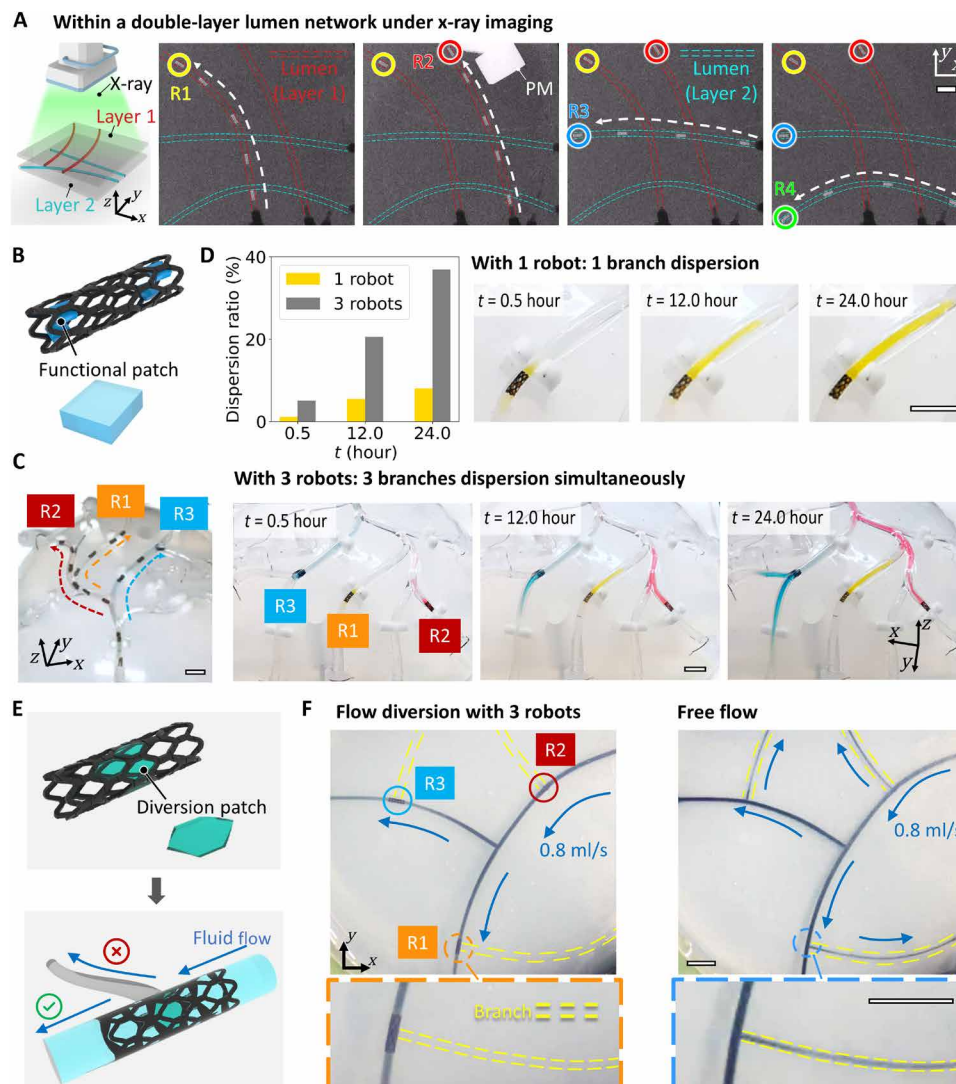 A Within a double-layer lumen network under x-ray imaging
X-ray
Layer 1
Layer 2
z
y
x
R1
Lumen
(Layer 1)
R2
PM
Lumen
(Layer 2)
R3
R4
y
x
B
Functional patch
D
Dispersion ratio (%)
40
20
0
1 robot
3 robots
0.5
12.0
24.0
t (hour)
With 1 robot: 1 branch dispersion
t = 0.5 hour
t = 12.0 hour
t = 24.0 hour
C
With 3 robots: 3 branches dispersion simultaneously
R2
R1
R3
z
y
x
t = 0.5 hour
R3
R1
R2
t = 12.0 hour
t = 24.0 hour
x
z
y
E
Diversion patch
Fluid flow
F Flow diversion with 3 robots
R3
R2
0.8 ml/s
R1
y
x
Branch
Free flow
0.8 ml/s